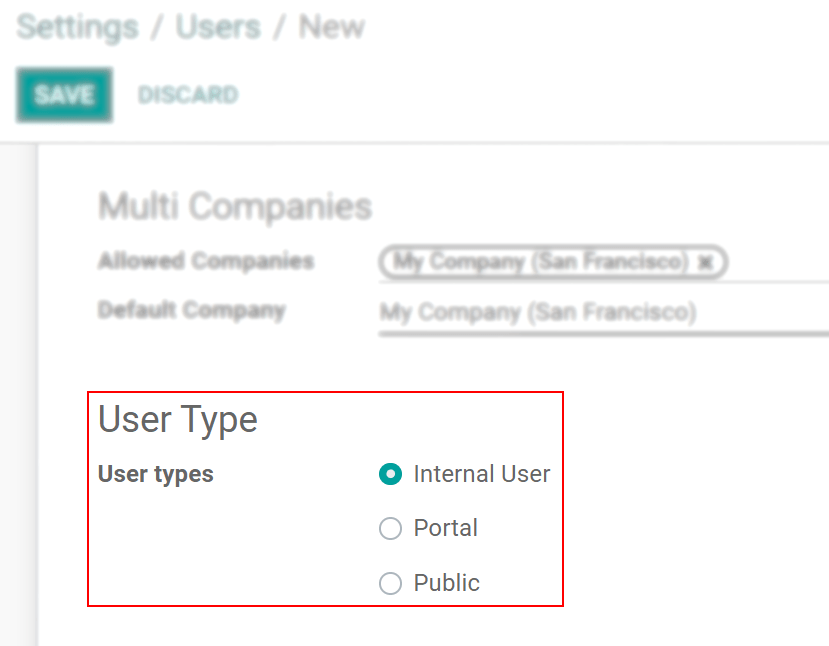 Settings / Users / New
SAVE DISCARD
Multi Companies
Allowed Companies My Company (San Francisco) ✖
Default Company My Company (San Francisco)
User Type
User types Internal User
Portal
Public